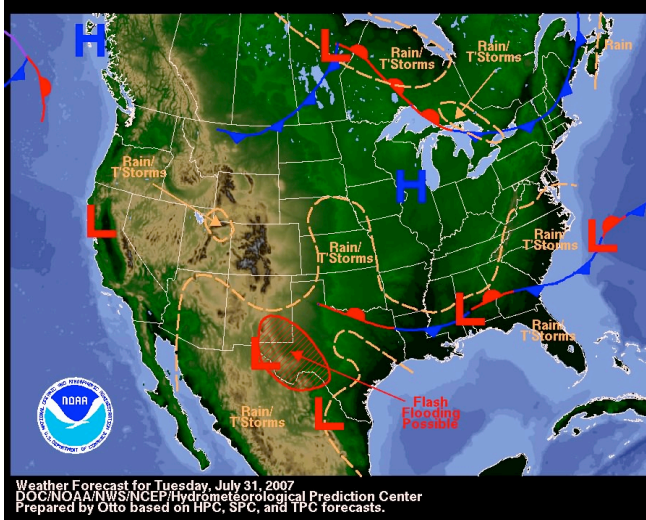 H
L
Rain/
T'Storms
Rain/
T'Storms
Rain
Rain/
T'Storms
H
L
Rain/
T'Storms
Rain/
T'Storms
L
L
Rain/
T'Storms
L
Flash
Flooding
Possible
Rain/
T'Storms
L
NOAA
Weather Forecast for Tuesday, July 31, 2007
DOC/NOAA/NWS/NCEP/Hydrometeorological Prediction Center
Prepared by Otto based on HPC, SPC, and TPC forecasts.